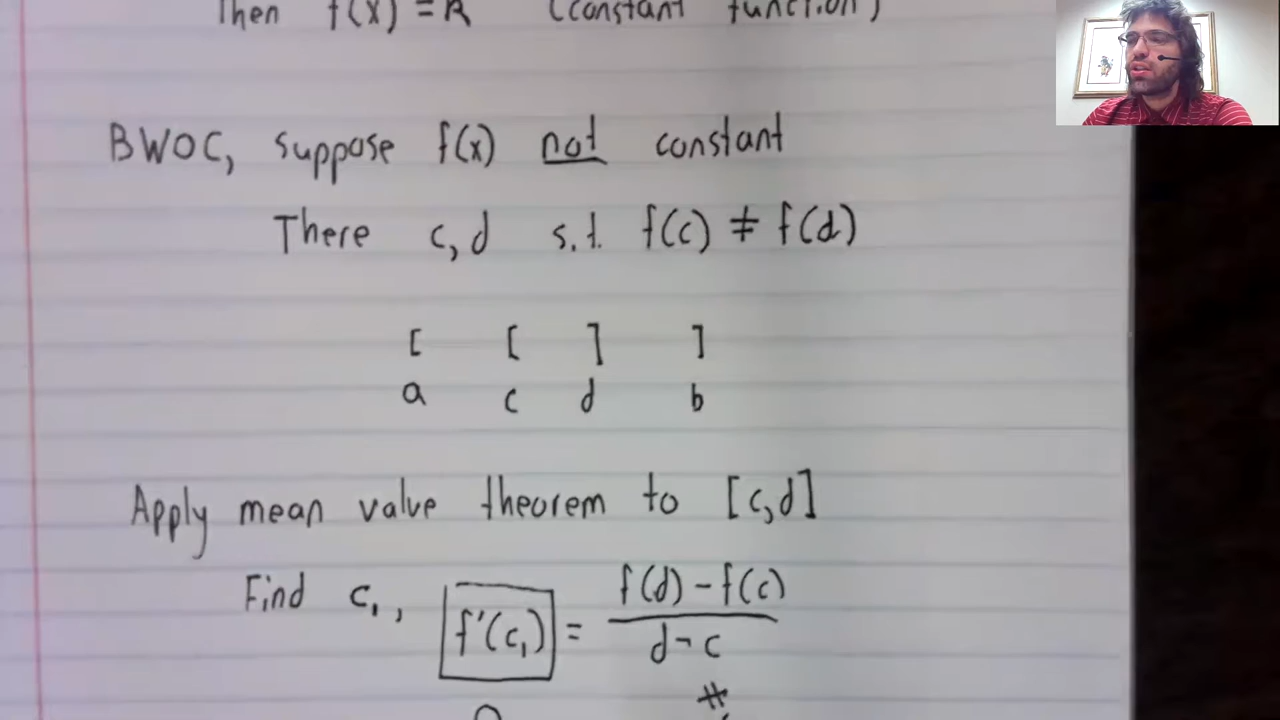 Then f(x) = k (constant function)
BWOC, suppose f(x) not constant
There c, d s.t. f(c) ≠ f(d)
[ [ ] ]
a c d b
Apply mean value theorem to [c,d]
Find c₁, f'(c₁) = f(d) - f(c)
d - c